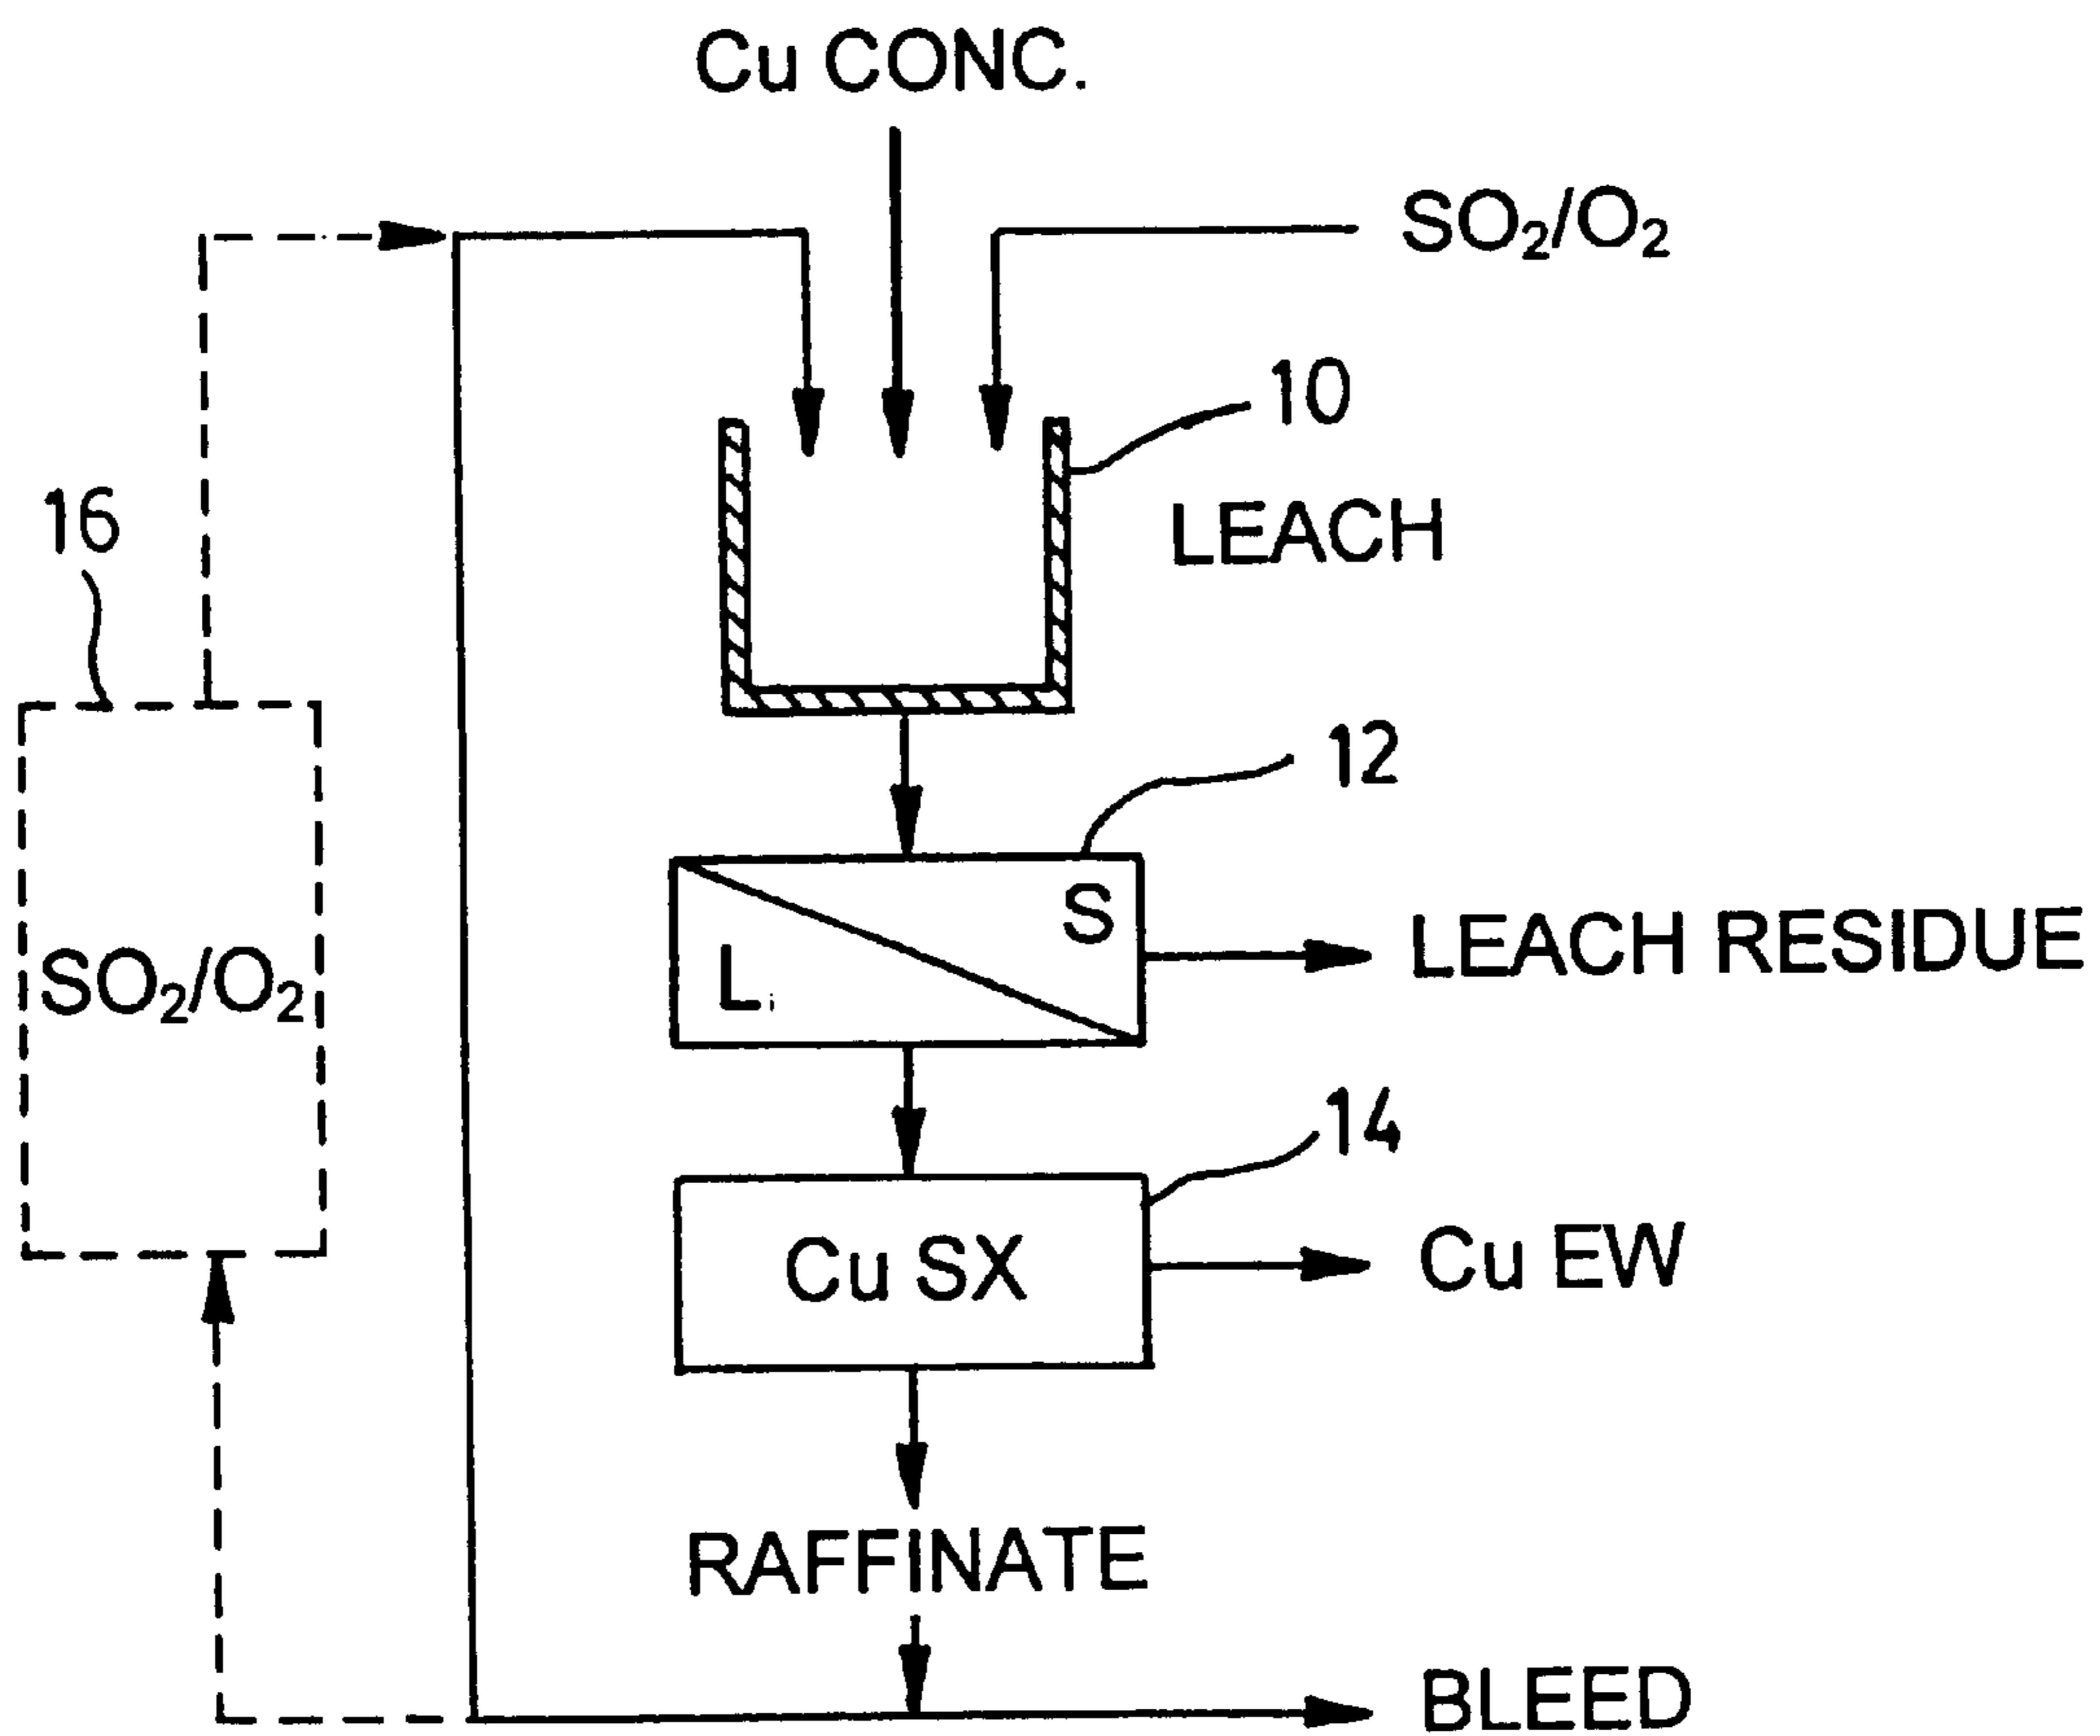 Cu CONC.
SO₂/O₂
10
LEACH
16
12
S
L
LEACH RESIDUE
SO₂/O₂
14
Cu SX
Cu EW
RAFFINATE
BLEED